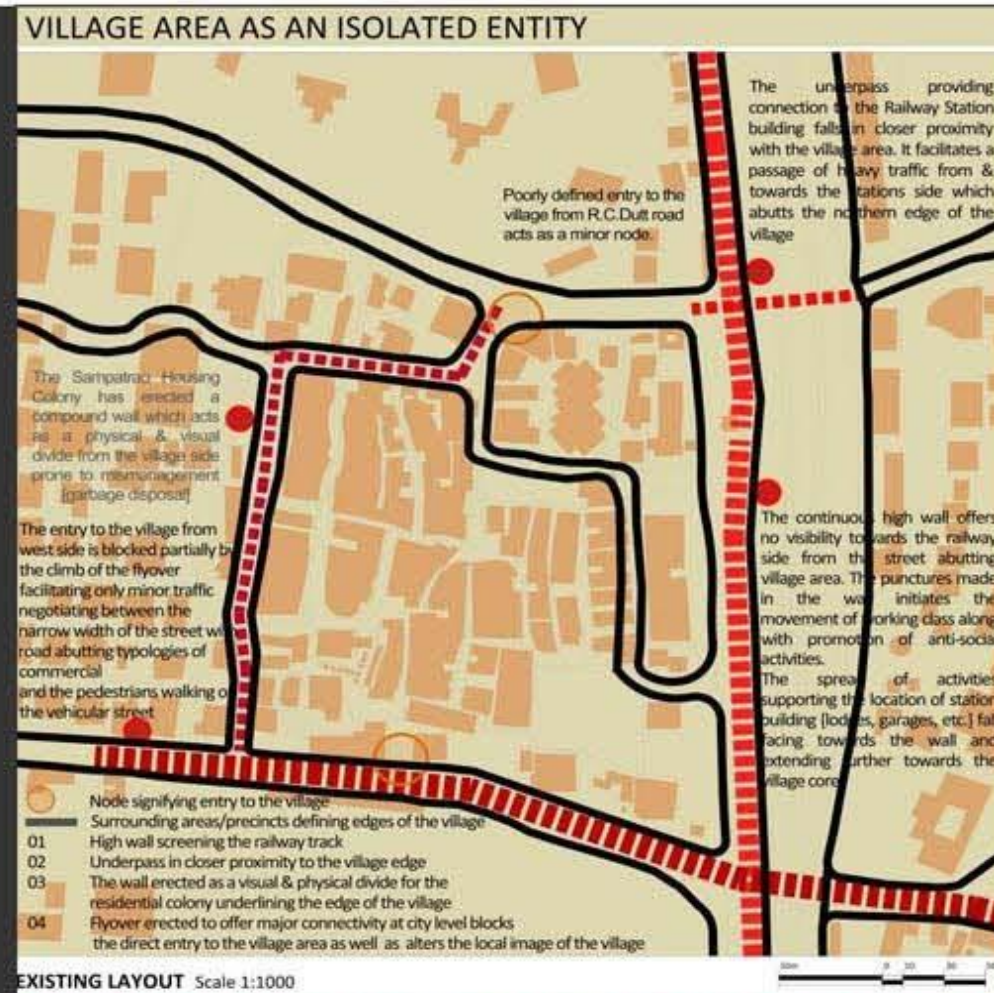 VILLAGE AREA AS AN ISOLATED ENTITY
The underpass providing
connection the Railway Station
building falls in closer proximity
with the village area. It facilitates a
passage of heavy traffic from &
towards the stations side which
abutts the northern edge of the
village
Poorly defined entry to the
village from R.C.Dutt road
acts as a minor node.
The Sampatrao Housing
Colony has erected a
compound wall which acts
as a physical & visual
divide from the village side
prone to mismanagement
[garbage disposal]
The entry to the village from
west side is blocked partially by
the climb of the flyover
facilitating only minor traffic
negotiating between the
narrow width of the street
road abutting typologies of
commercial
and the pedestrians walking
the vehicular street
The continuous high wall offers
no visibility towards the railway
side from the street abutting
village area. The punctures made
in the wall initiates the
movement of working class along
with promotion of anti-social
activities.
The spread of activities
supporting the location of station
building [lodges, garages, etc.]
facing towards the wall and
extending further towards the
village core
Node signifying entry to the village
Surrounding areas/precincts defining edges of the village
01 High wall screening the railway track
02 Underpass in closer proximity to the village edge
03 The wall erected as a visual & physical divide for the
residential colony underlining the edge of the village
04 Flyover erected to offer major connectivity at city level blocks
the direct entry to the village area as well as alters the local image of the village
EXISTING LAYOUT Scale 1:1000